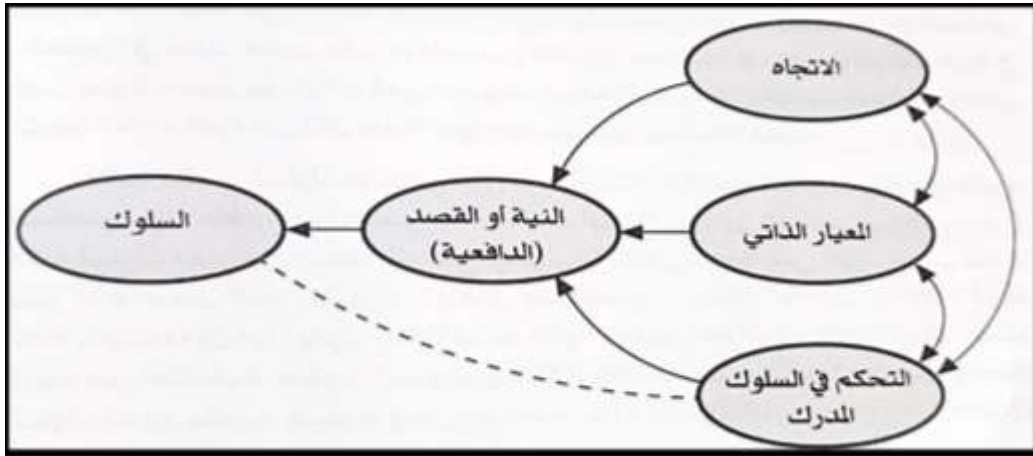 الاتجاه
المعيار الذاتي
التحكم في السلوك
المدرك
النية أو القصد
(الدافعية)
السلوك